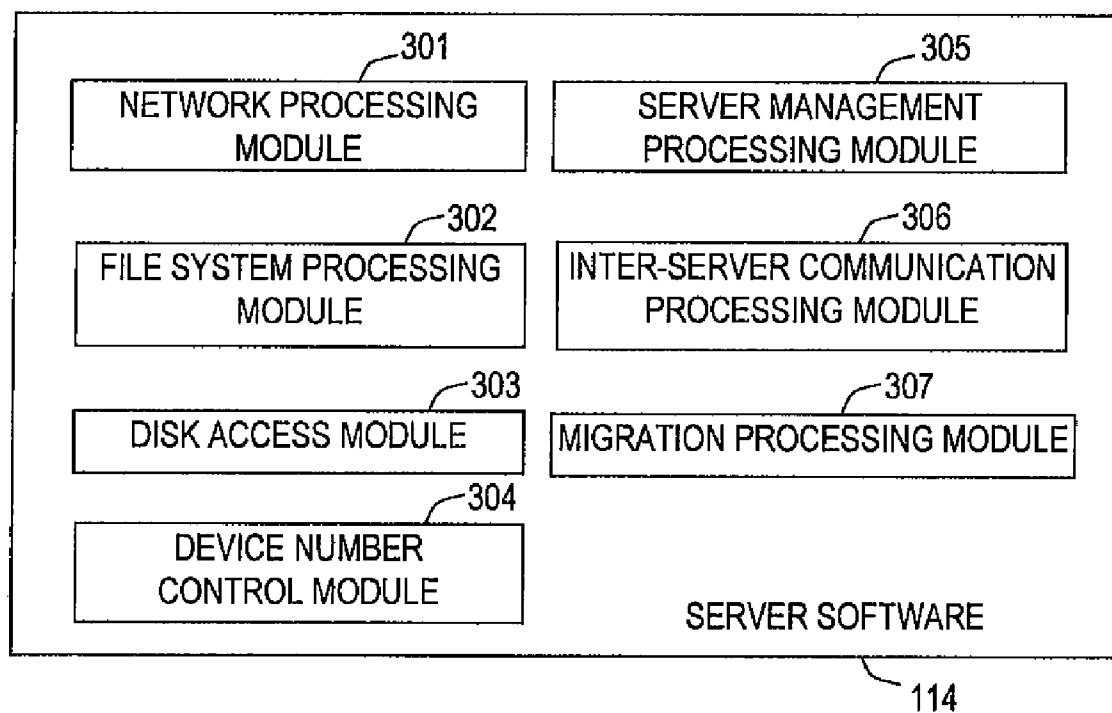 301
NETWORK PROCESSING
MODULE
305
SERVER MANAGEMENT
PROCESSING MODULE
302
FILE SYSTEM PROCESSING
MODULE
306
INTER-SERVER COMMUNICATION
PROCESSING MODULE
303
DISK ACCESS MODULE
307
MIGRATION PROCESSING MODULE
304
DEVICE NUMBER
CONTROL MODULE
SERVER SOFTWARE
114